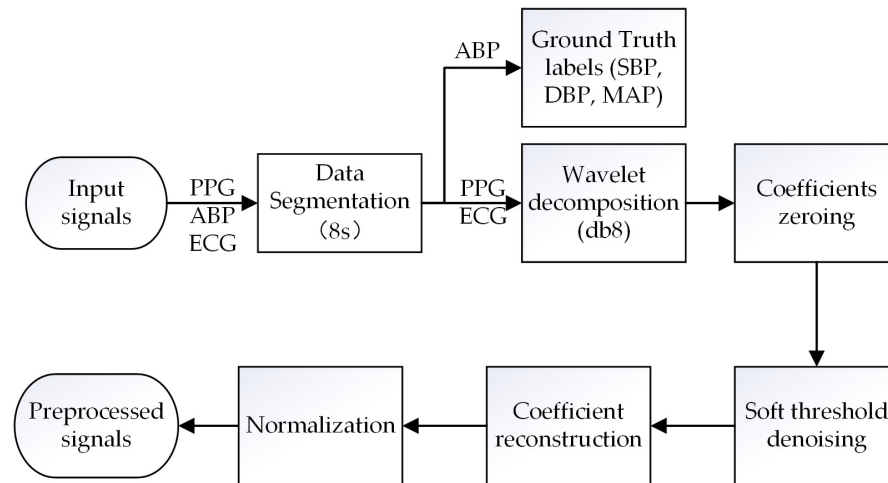 ABP
Ground Truth
labels (SBP,
DBP, MAP)
Input
signals
PPG
ABP
ECG
Data
Segmentation
（8s）
PPG
ECG
Wavelet
decomposition
(db8)
Coefficients
zeroing
Preprocessed
signals
Normalization
Coefficient
reconstruction
Soft threshold
denoising